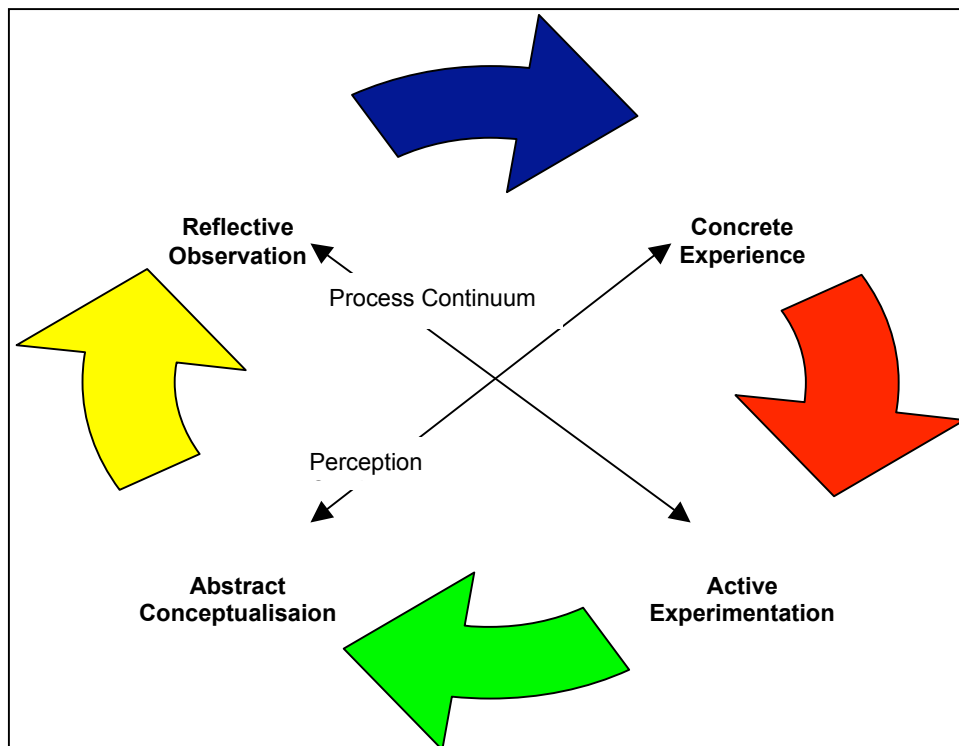 Reflective
Observation
Concrete
Experience
Process Continuum
Perception
Abstract
Conceptualisaion
Active
Experimentation